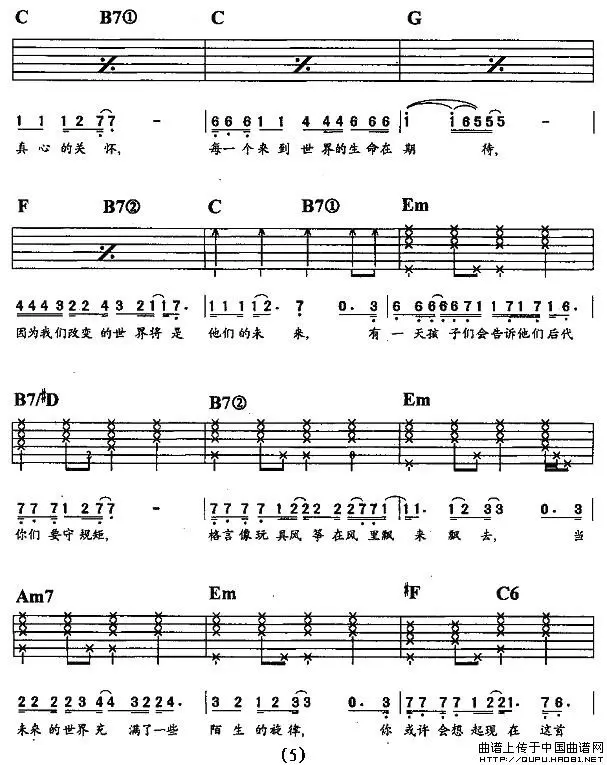 C B7① C G
1 1 1 2 7 7 - | 6 6 6 1 1 4 4 4 6 6 6 | i i 6 5 5 5 5 -
真心的关怀, 每一个来到世界的生命在期 待,
F B7② C B7① Em
4 4 4 3 2 2 4 3 2 1 1 7. | 1 1 1 1 2. 7 0. 3 | 6 6 6 6 6 7 1 1 7 1 7 1 6.
因为我们改变的世界将是 他们的未来, 有一天孩子们会告诉他们后代
B7/#D B7② Em
7 7 7 1 2 7 7 - | 7 7 7 7 1 2 2 2 2 2 2 7 7 1 | 1 1. 1 2 3 3 0. 3
你们要守规矩, 格言像玩具风筝在风里飘来飘去, 当
Am7 Em #F C6
2 2 2 2 2 3 4 4 3 2 2 2 4. | 3 2 1 2 3 3 0. 3 | 7 7 7 7 1 2 2 1. 7 6.
未来的世界充 满了一些 陌生的旋律, 你或许会想起现在这首
(5)
曲谱上传于中国曲谱网
HTTP://QUPU.HAO81.NET